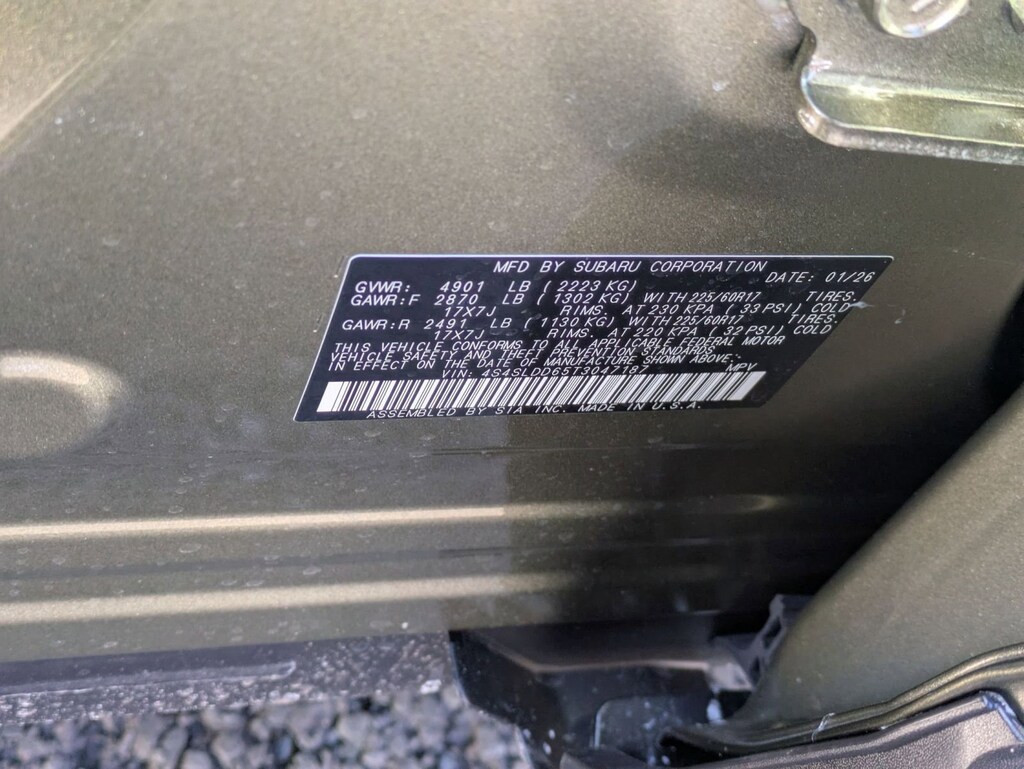 MFD BY SUBARU CORPORATION
DATE: 01/26
GVWR: 4901 LB ( 2223 KG)
GAWR:F 2870 LB ( 1302 KG) WITH 225/60R17 TIRES.
17X7J RIMS. AT 230 KPA ( 33 PSI) COLD
GAWR:R 2491 LB ( 1130 KG) WITH 225/60R17 TIRES.
17X7J RIMS. AT 220 KPA ( 32 PSI) COLD
THIS VEHICLE CONFORMS TO ALL APPLICABLE FEDERAL MOTOR
VEHICLE SAFETY AND THEFT PREVENTION STANDARDS
IN EFFECT ON THE DATE OF MANUFACTURE SHOWN ABOVE.
VIN: 4S4SLDD65T3047187 MPV
ASSEMBLED BY SIA INC. MADE IN U.S.A.